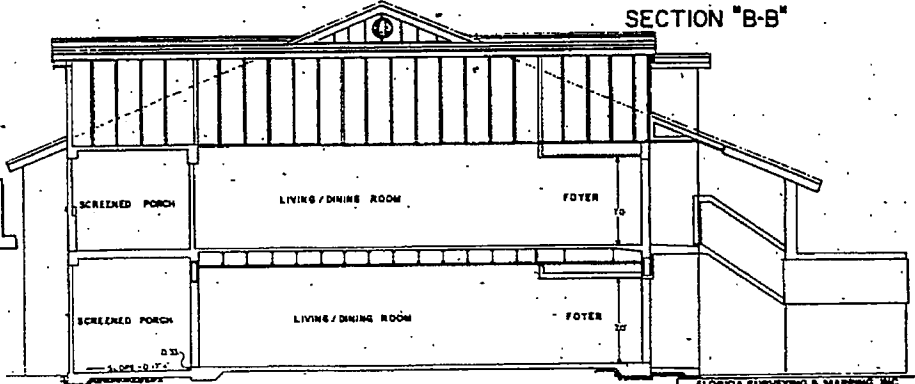 SECTION "B-B"
SCREENED PORCH
LIVING / DINING ROOM
FOYER
SCREENED PORCH
LIVING / DINING ROOM
FOYER
FLORIDA SURVEYING & MAPPING, INC.